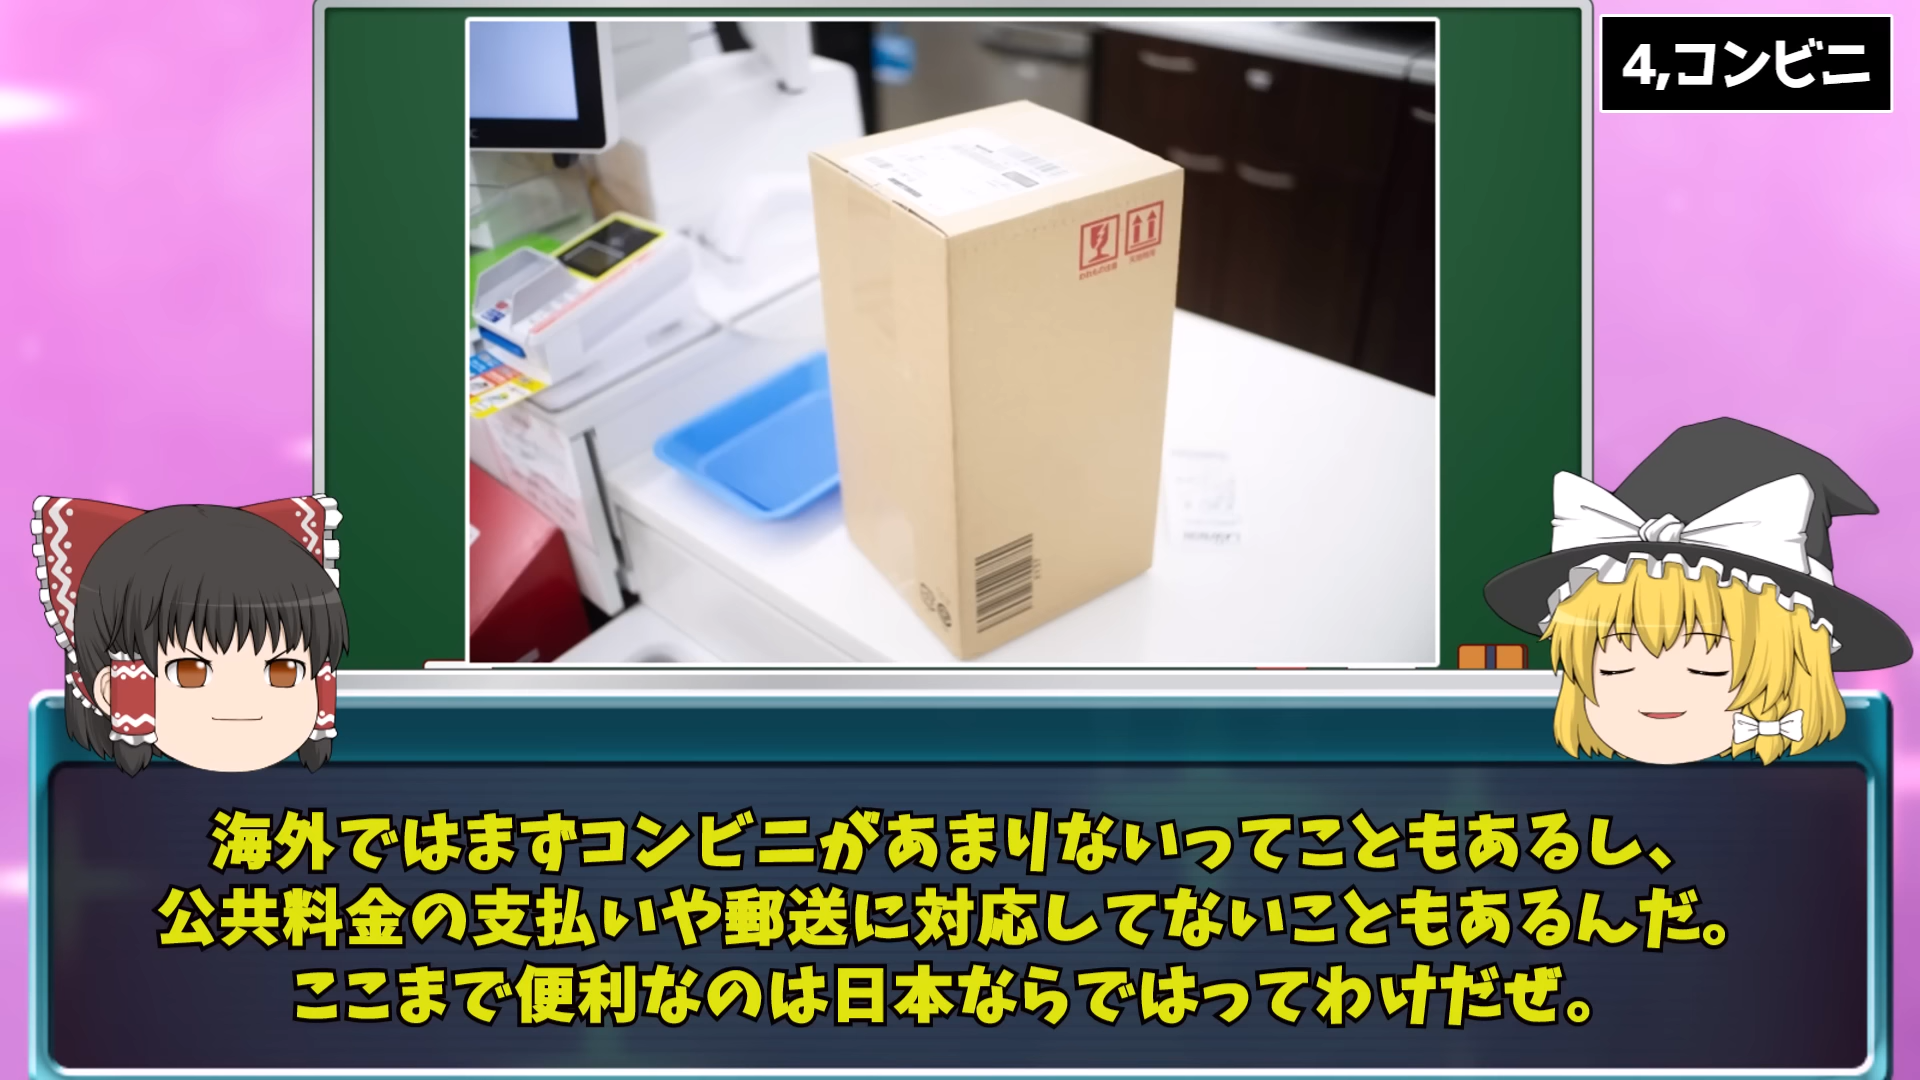 4,コンビニ
海外ではまずコンビニがあまりないってこともあるし、
公共料金の支払いや郵送に対応してないこともあるんだ。
ここまで便利なのは日本ならではってわけだぜ。